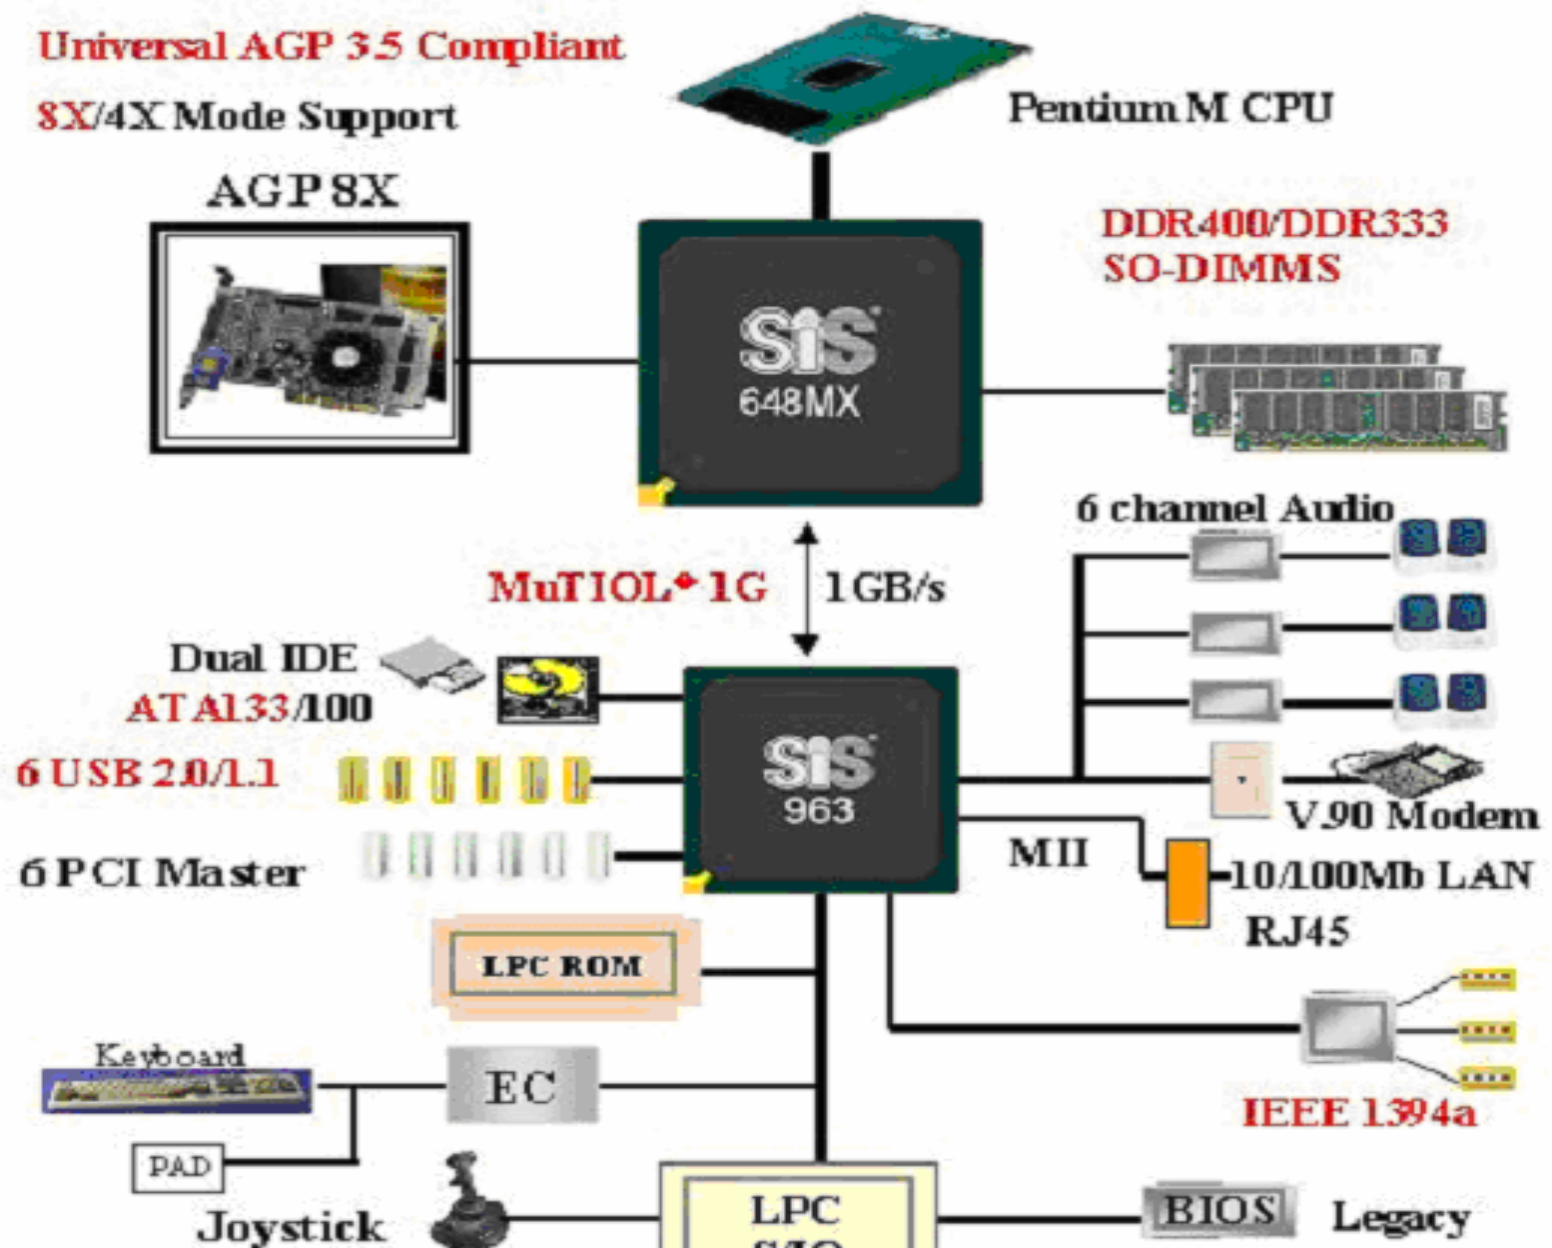 Universal AGP 3.5 Compliant
8X/4X Mode Support
AGP 8X
Pentium M CPU
DDR400/DDR333
SO-DIMMS
SiS
648MX
6 channel Audio
MuTIOL® 1G
1GB/s
Dual IDE
ATA133/100
SiS
963
6 USB 2.0/1.1
V.90 Modem
6 PCI Master
MII
10/100Mb LAN
RJ45
LPC ROM
Keyboard
EC
IEEE 1394a
PAD
Joystick
LPC
BIOS
Legacy